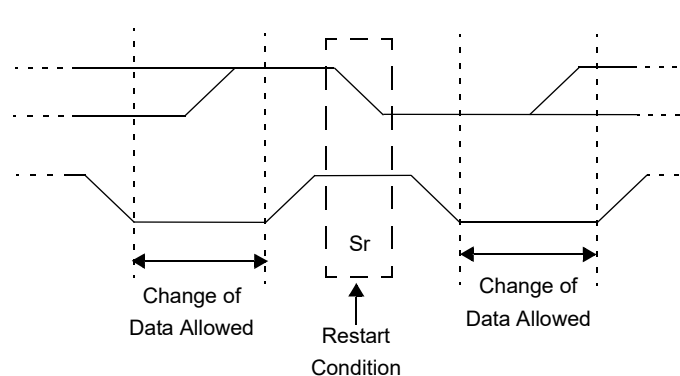 Sr
Change of
Data Allowed
Restart
Condition
Change of
Data Allowed